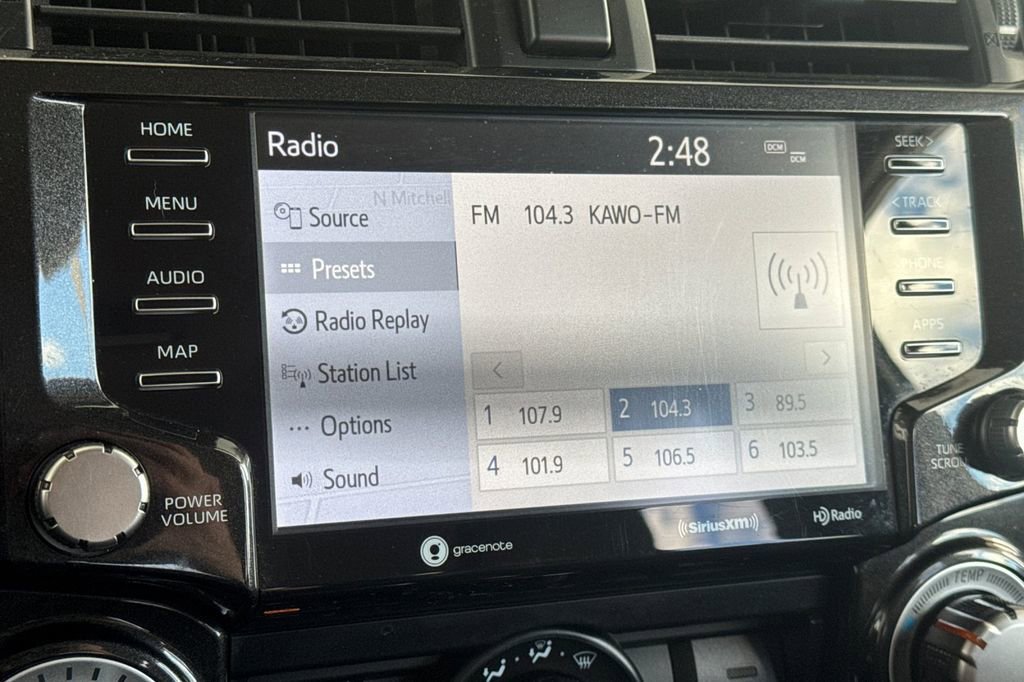 HOME
MENU
AUDIO
MAP
POWER
VOLUME
Radio
2:48
DCM
DCM
N Mitchell
Source
Presets
Radio Replay
Station List
Options
Sound
FM 104.3 KAWO-FM
< >
1 107.9 2 104.3 3 89.5
4 101.9 5 106.5 6 103.5
gracenote
SiriusXM
HD Radio
SEEK >
< TRACK
PHONE
APPS
TUNE
SCROLL
TEMP